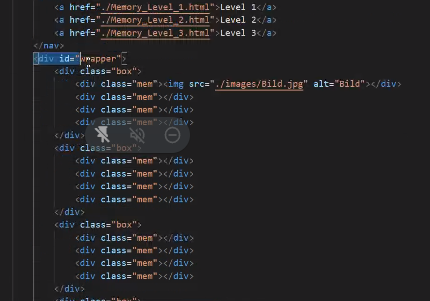 <a href="./Memory_Level_1.html">Level 1</a>
<a href="./Memory_Level_2.html">Level 2</a>
<a href="./Memory_Level_3.html">Level 3</a>
</nav>
<div id="wrapper">
<div class="box">
<div class="mem"><img src="./images/Bild.jpg" alt="Bild"></div>
<div class="mem"></div>
<div class="mem"></div>
<div class="mem"></div>
</div>
<div class="box">
<div class="mem"></div>
<div class="mem"></div>
<div class="mem"></div>
<div class="mem"></div>
</div>
<div class="box">
<div class="mem"></div>
<div class="mem"></div>
<div class="mem"></div>
<div class="mem"></div>
</div>
<div class="box">